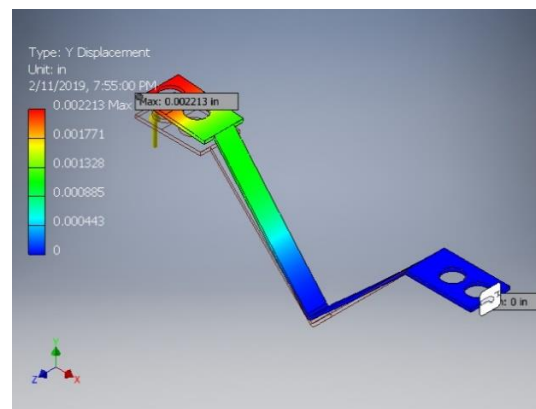 Type: Y Displacement
Unit: in
2/11/2019, 7:55:00 PM
0.002213 Max
Max: 0.002213 in
0.001771
0.001328
0.000885
0.000443
0
: 0 in
Y
Z
X